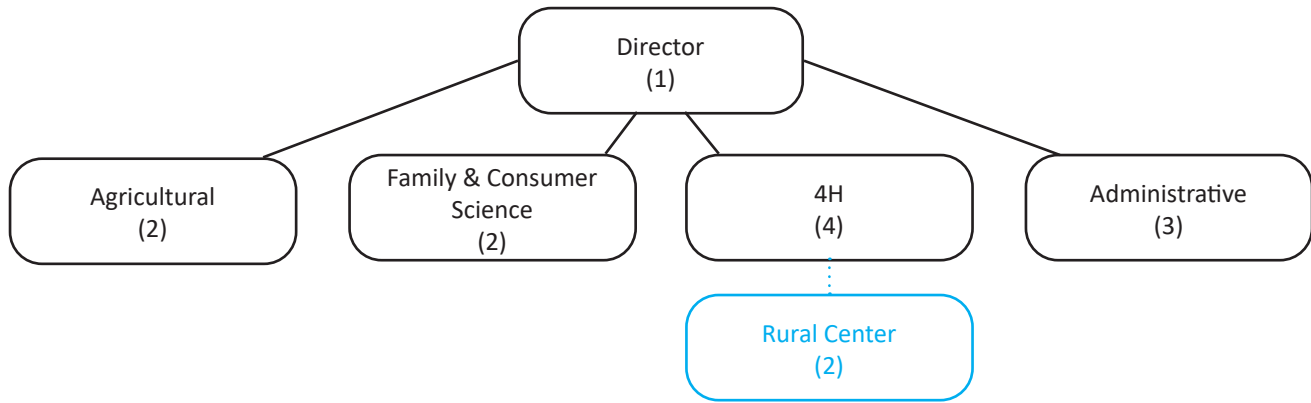 Director
(1)
Agricultural
(2)
Family & Consumer
Science
(2)
4H
(4)
Administrative
(3)
Rural Center
(2)